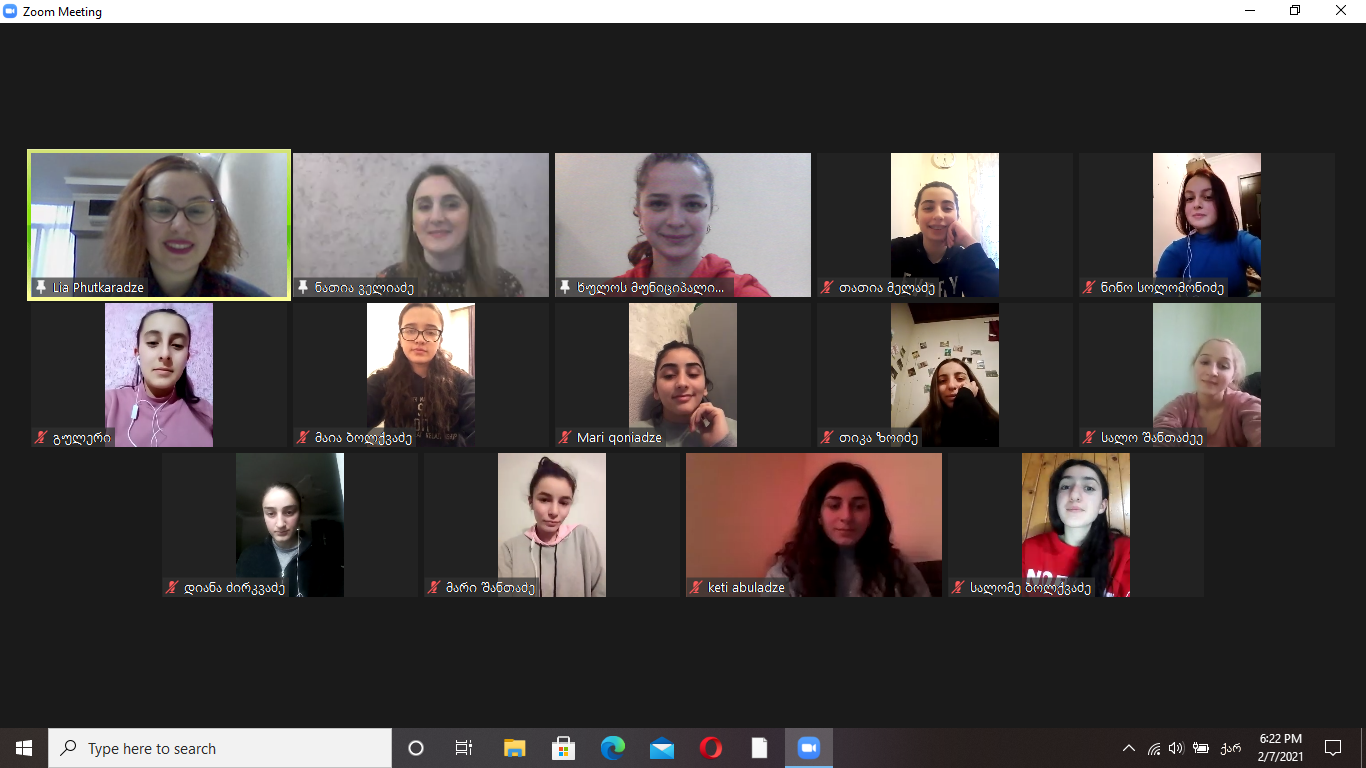 Zoom Meeting
Lia Phutkaradze
ნათია ველიაძე
ხულოს მუნიციპალი...
თათია მელაძე
ნინო სოლომონიძე
გულერი
მაია ბოლქვაძე
Mari qoniadze
თიკა ზოიძე
სალო შანთაძეე
დიანა ძირკვაძე
მარი შანთაძე
keti abuladze
სალომე ბოლქვაძე
Type here to search
ქარ
6:22 PM
2/7/2021